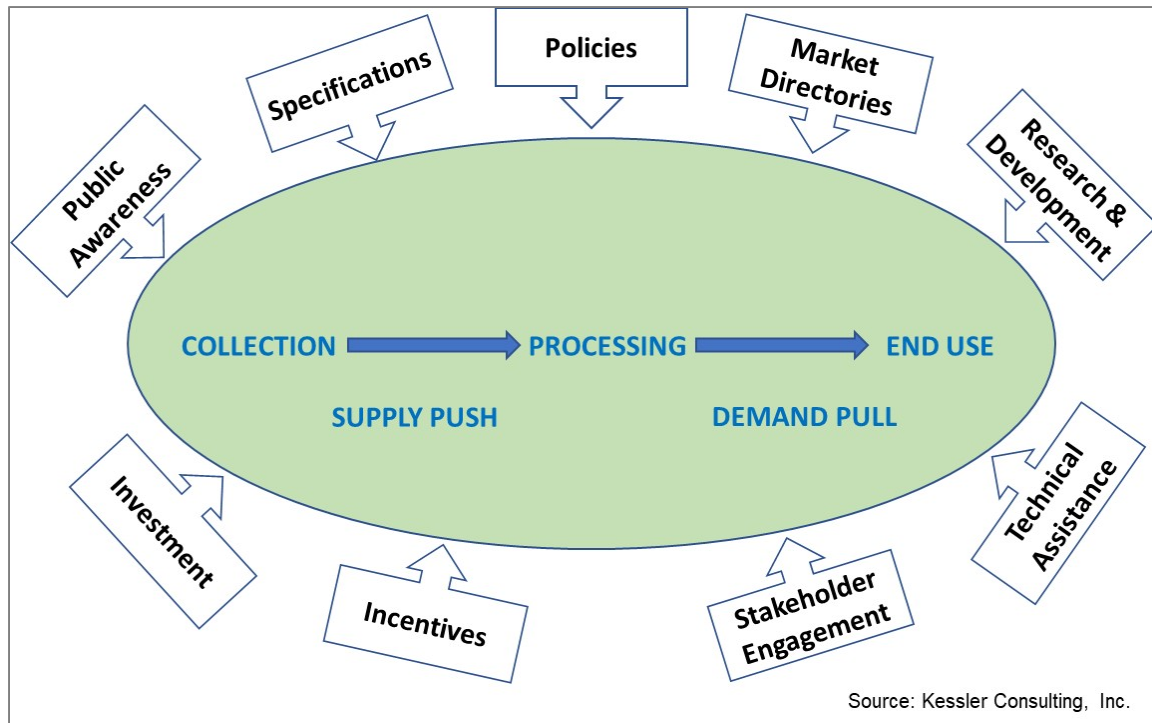 Policies
Specifications
Market
Directories
Public
Awareness
Research &
Development
COLLECTION
PROCESSING
END USE
SUPPLY PUSH
DEMAND PULL
Investment
Incentives
Stakeholder
Engagement
Technical
Assistance
Source: Kessler Consulting, Inc.